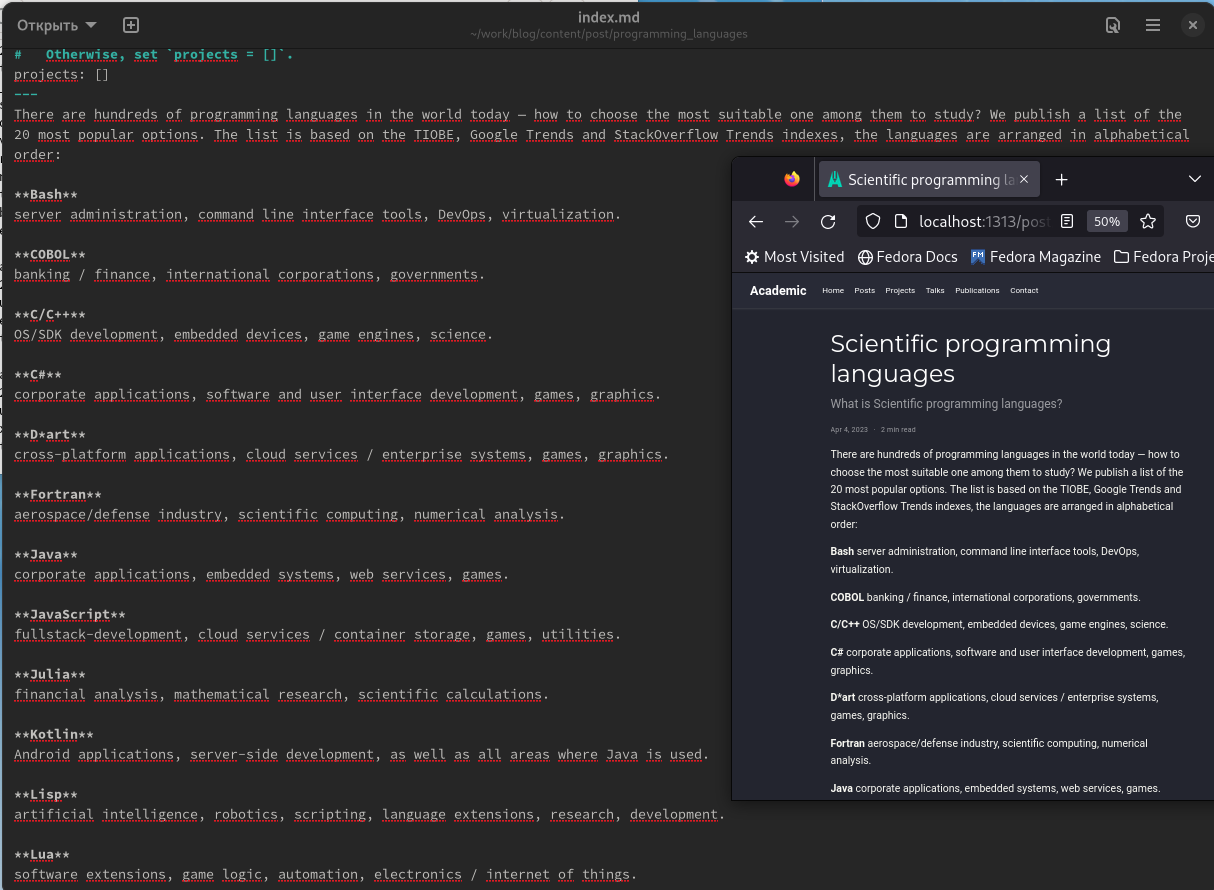 Открыть
index.md
~/work/blog/content/post/programming_languages
#   Otherwise, set `projects = []`.
projects: []
---
There are hundreds of programming languages in the world today — how to choose the most suitable one among them to study? We publish a list of the
20 most popular options. The list is based on the TIOBE, Google Trends and StackOverflow Trends indexes, the languages are arranged in alphabetical
order:
**Bash**
server administration, command line interface tools, DevOps, virtualization.
**COBOL**
banking / finance, international corporations, governments.
**C/C++**
OS/SDK development, embedded devices, game engines, science.
**C#**
corporate applications, software and user interface development, games, graphics.
**D*art**
cross-platform applications, cloud services / enterprise systems, games, graphics.
**Fortran**
aerospace/defense industry, scientific computing, numerical analysis.
**Java**
corporate applications, embedded systems, web services, games.
**JavaScript**
fullstack-development, cloud services / container storage, games, utilities.
**Julia**
financial analysis, mathematical research, scientific calculations.
**Kotlin**
Android applications, server-side development, as well as all areas where Java is used.
**Lisp**
artificial intelligence, robotics, scripting, language extensions, research, development.
**Lua**
software extensions, game logic, automation, electronics / internet of things.
Scientific programming la
localhost:1313/post
50%
Most Visited Fedora Docs FM Fedora Magazine Fedora Proje
Academic Home Posts Projects Talks Publications Contact
Scientific programming
languages
What is Scientific programming languages?
Apr 4, 2023 · 2 min read
There are hundreds of programming languages in the world today — how to
choose the most suitable one among them to study? We publish a list of the
20 most popular options. The list is based on the TIOBE, Google Trends and
StackOverflow Trends indexes, the languages are arranged in alphabetical
order:
Bash server administration, command line interface tools, DevOps,
virtualization.
COBOL banking / finance, international corporations, governments.
C/C++ OS/SDK development, embedded devices, game engines, science.
C# corporate applications, software and user interface development, games,
graphics.
D*art cross-platform applications, cloud services / enterprise systems,
games, graphics.
Fortran aerospace/defense industry, scientific computing, numerical
analysis.
Java corporate applications, embedded systems, web services, games.